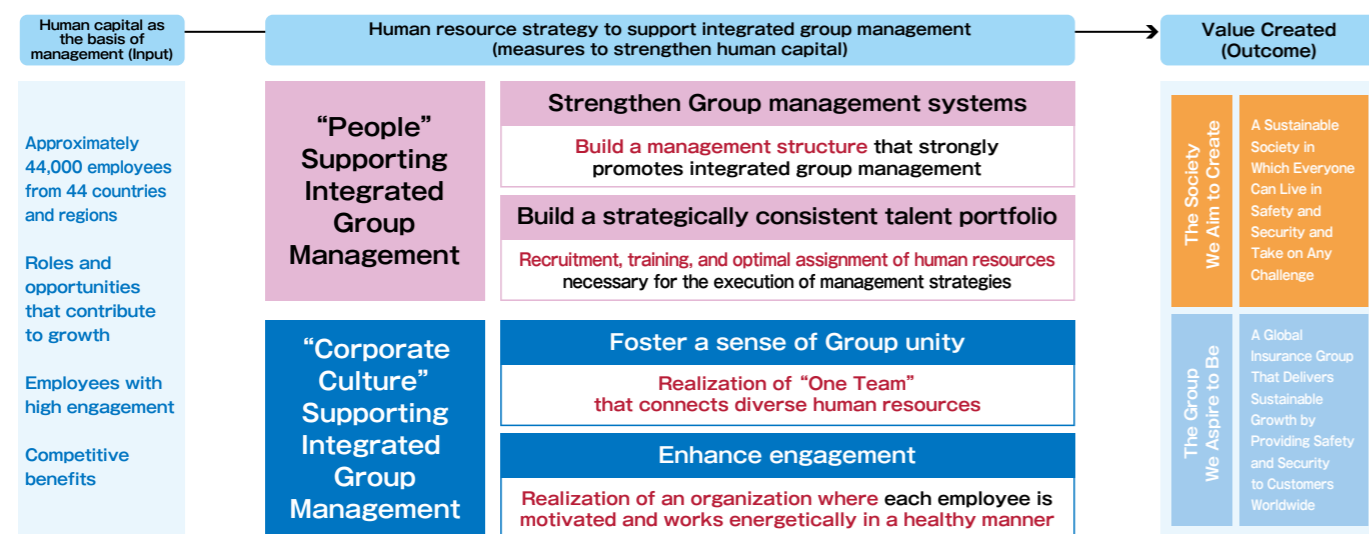 Human capital as
the basis of
management (Input)
Human resource strategy to support integrated group management
(measures to strengthen human capital)
Value Created
(Outcome)
Approximately
44,000 employees
from 44 countries
and regions
Roles and
opportunities
that contribute
to growth
Employees with
high engagement
Competitive
benefits
“People”
Supporting
Integrated
Group
Management
Strengthen Group management systems
Build a management structure that strongly
promotes integrated group management
Build a strategically consistent talent portfolio
Recruitment, training, and optimal assignment of human resources
necessary for the execution of management strategies
“Corporate
Culture”
Supporting
Integrated
Group
Management
Foster a sense of Group unity
Realization of “One Team”
that connects diverse human resources
Enhance engagement
Realization of an organization where each employee is
motivated and works energetically in a healthy manner
The Society
We Aim to Create
A Sustainable
Society in
Which Everyone
Can Live in
Safety and
Security and
Take on Any
Challenge
The Group
We Aspire to Be
A Global
Insurance Group
That Delivers
Sustainable
Growth by
Providing Safety
and Security
to Customers
Worldwide